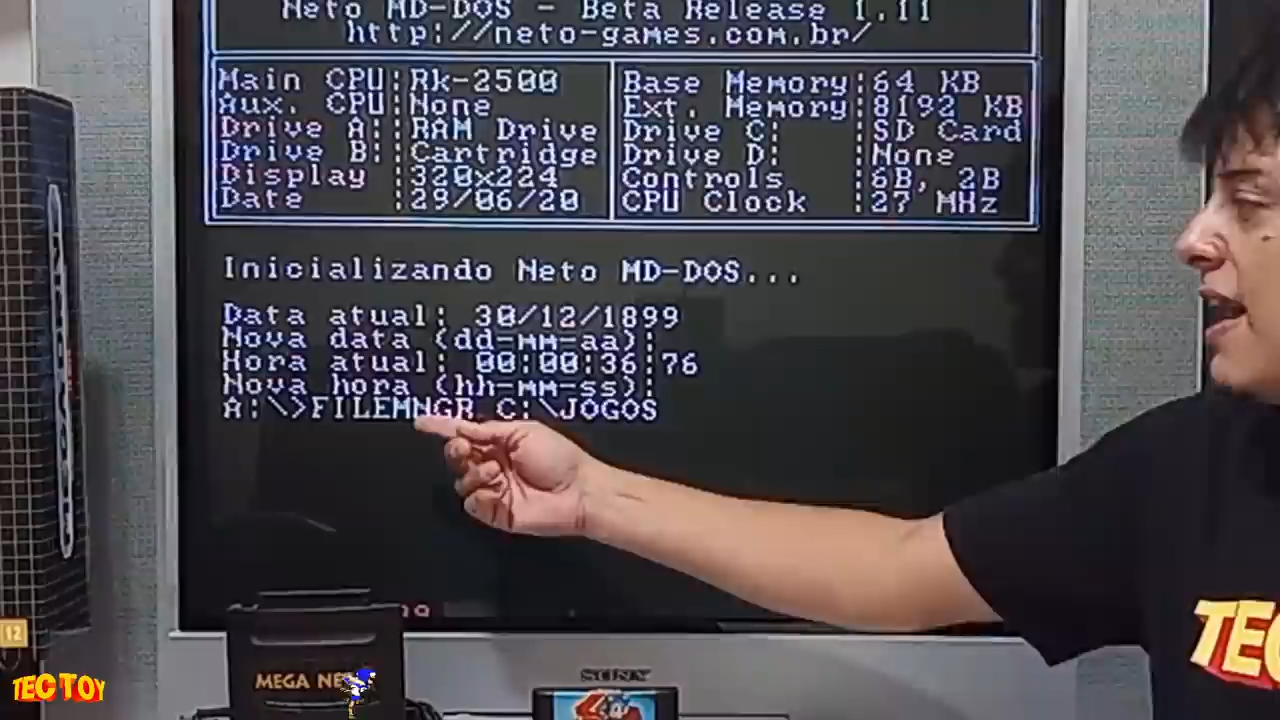 Neto MD-DOS - Beta Release 1.11
http://neto-games.com.br/
Main CPU:Rk-2500
Aux. CPU:None
Drive A: :RAM Drive
Drive B: :Cartridge
Display :320x224
Date :29/06/20
Base Memory:64 KB
Ext. Memory:8192 KB
Drive C: :SD Card
Drive D: :None
Controls :6B, 2B
CPU Clock :27 MHz
Inicializando Neto MD-DOS...
Data atual: 30/12/1899
Nova data (dd-mm-aa):
Hora atual: 00:00:36:76
Nova hora (hh-mm-ss):
A:\>FILEMNGR C:\JOGOS
12
TECTOY
MEGA
SONY